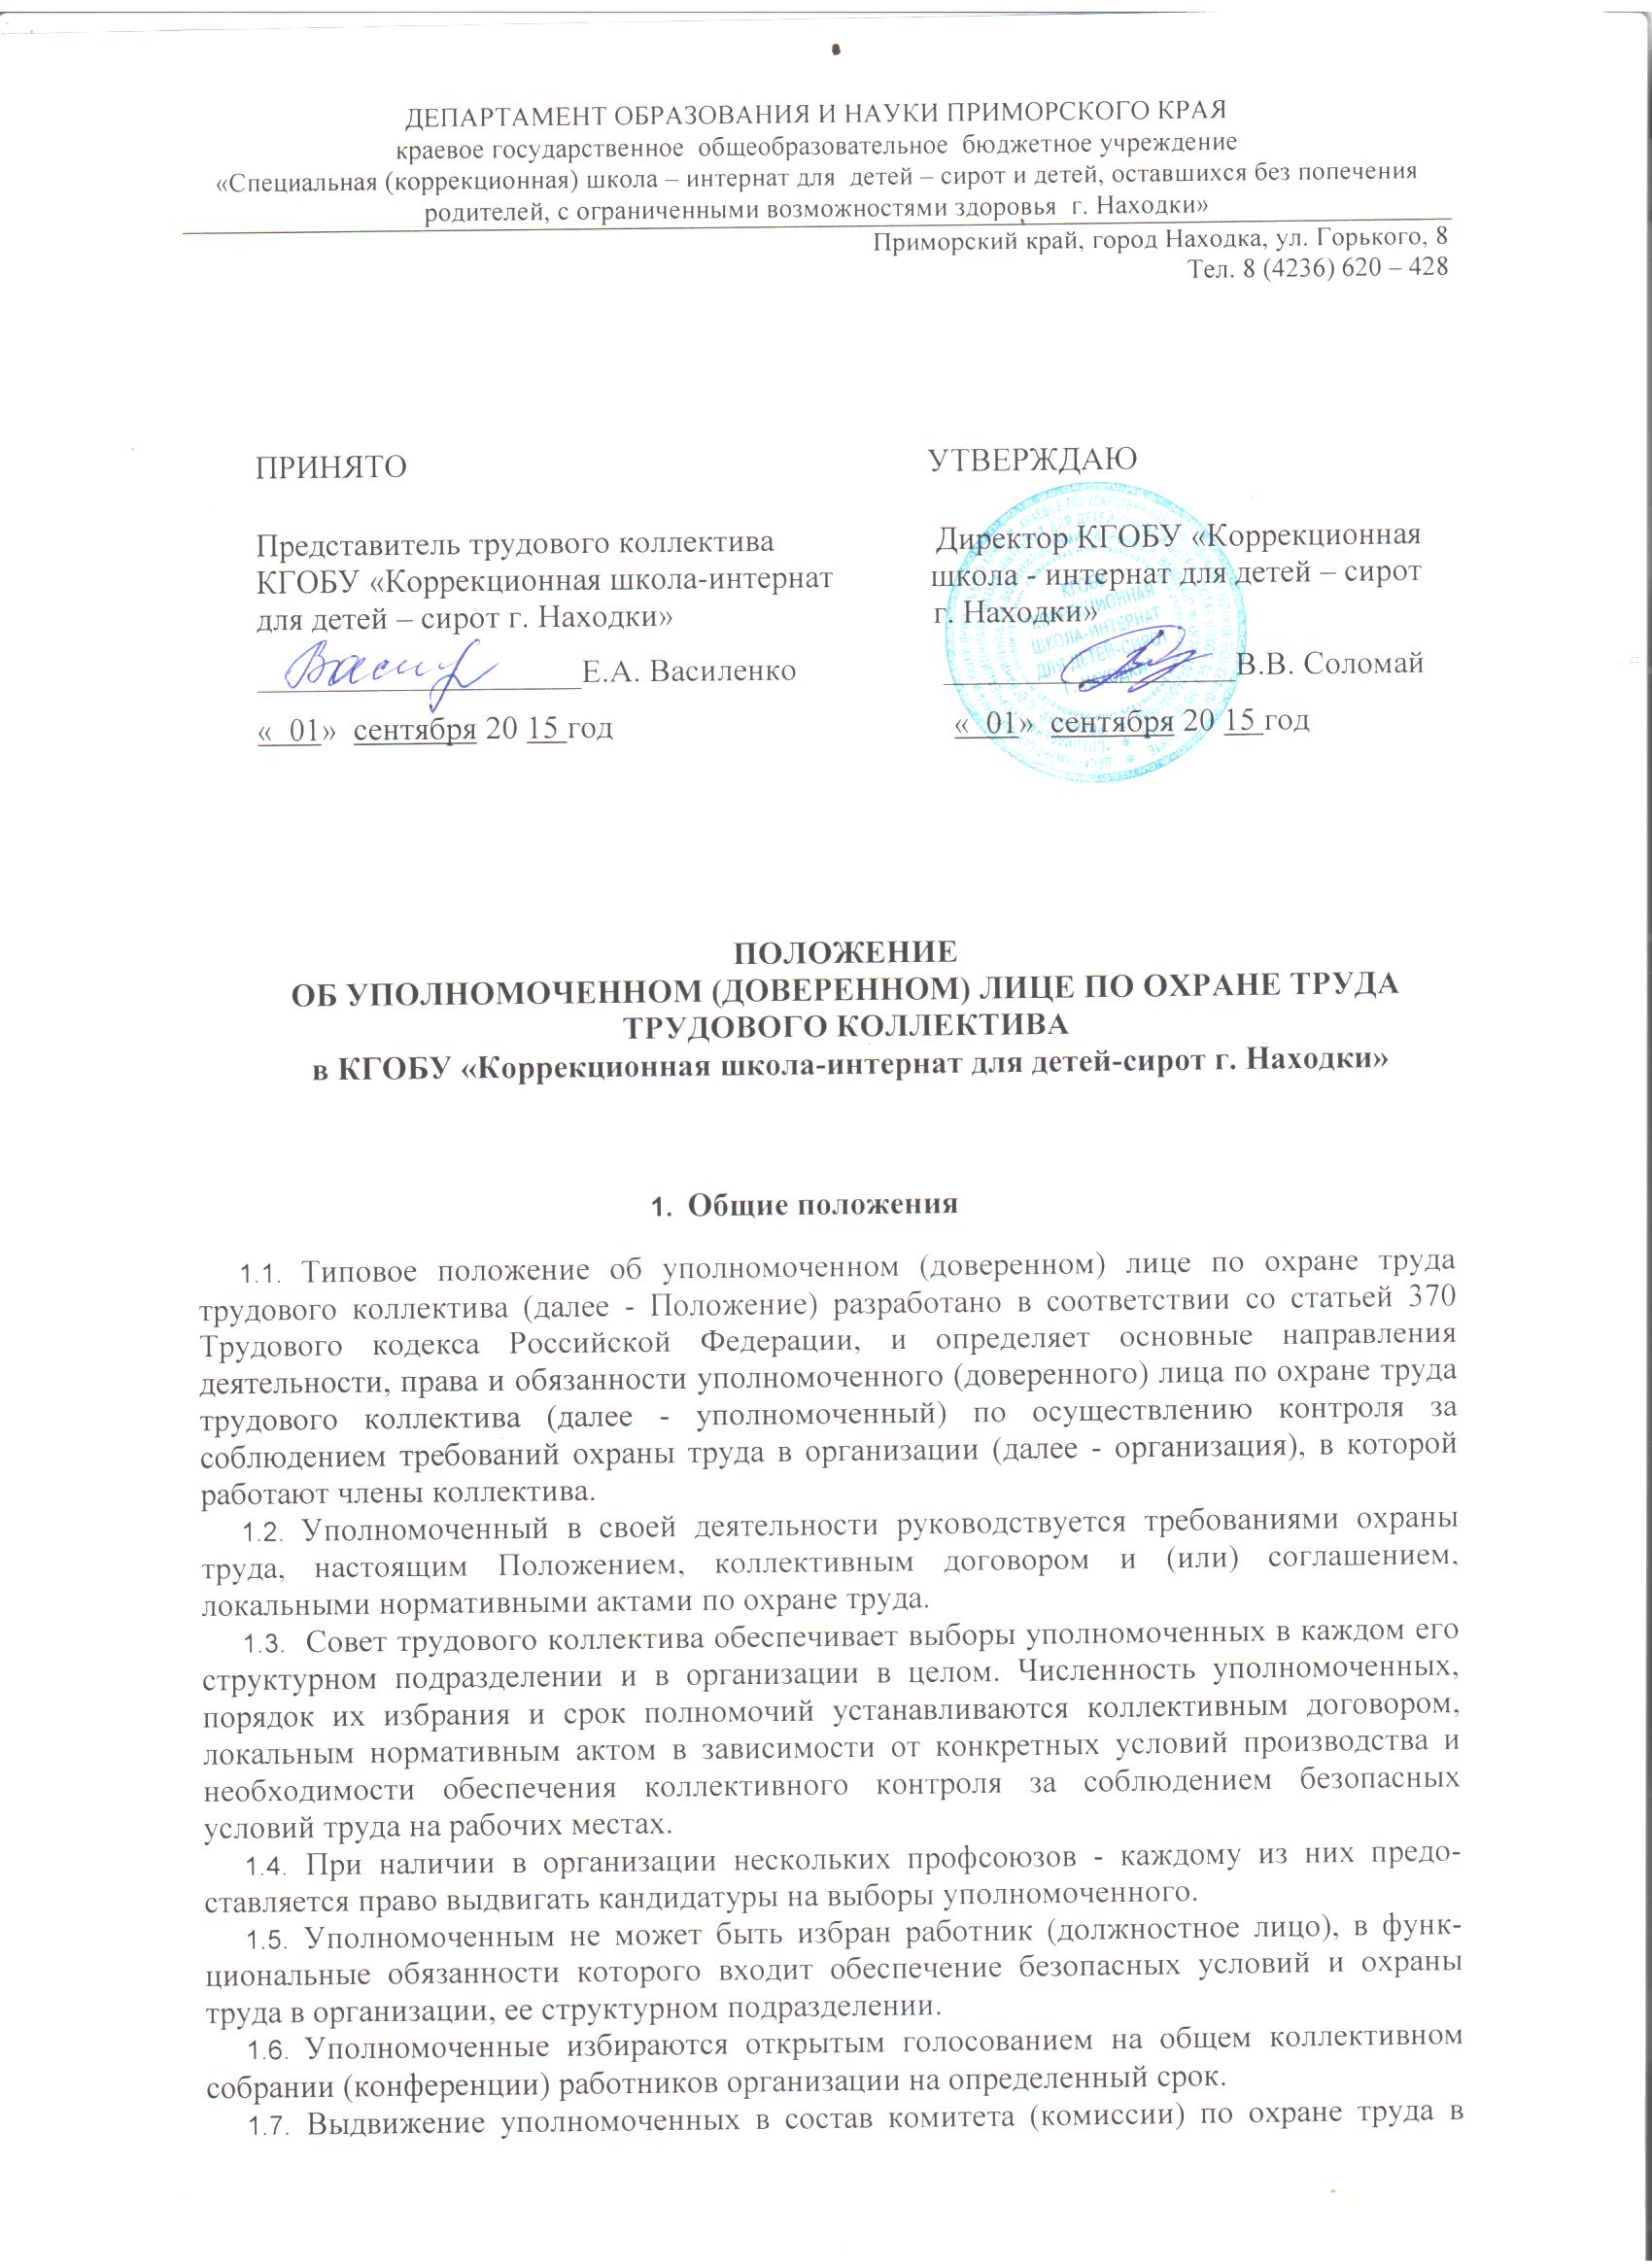 ДЕПАРТАМЕНТ ОБРАЗОВАНИЯ И НАУКИ ПРИМОРСКОГО КРАЯ
краевое государственное общеобразовательное бюджетное учреждение
«Специальная (коррекционная) школа – интернат для детей – сирот и детей, оставшихся без попечения
родителей, с ограниченными возможностями здоровья г. Находки»
Приморский край, город Находка, ул. Горького, 8
Тел. 8 (4236) 620 – 428
ПРИНЯТО
Представитель трудового коллектива
КГОБУ «Коррекционная школа-интернат
для детей – сирот г. Находки»
Е.А. Василенко
« 01» сентября 20 15 год
УТВЕРЖДАЮ
Директор КГОБУ «Коррекционная
школа - интернат для детей – сирот
г. Находки»
В.В. Соломай
« 01» сентября 20 15 год
КОРРЕКЦИОННАЯ
ШКОЛА-ИНТЕРНАТ
ДЛЯ ДЕТЕЙ-СИРОТ
ПОЛОЖЕНИЕ
ОБ УПОЛНОМОЧЕННОМ (ДОВЕРЕННОМ) ЛИЦЕ ПО ОХРАНЕ ТРУДА
ТРУДОВОГО КОЛЛЕКТИВА
в КГОБУ «Коррекционная школа-интернат для детей-сирот г. Находки»
1. Общие положения
1.1. Типовое положение об уполномоченном (доверенном) лице по охране труда
трудового коллектива (далее - Положение) разработано в соответствии со статьей 370
Трудового кодекса Российской Федерации, и определяет основные направления
деятельности, права и обязанности уполномоченного (доверенного) лица по охране труда
трудового коллектива (далее - уполномоченный) по осуществлению контроля за
соблюдением требований охраны труда в организации (далее - организация), в которой
работают члены коллектива.
1.2. Уполномоченный в своей деятельности руководствуется требованиями охраны
труда, настоящим Положением, коллективным договором и (или) соглашением,
локальными нормативными актами по охране труда.
1.3. Совет трудового коллектива обеспечивает выборы уполномоченных в каждом его
структурном подразделении и в организации в целом. Численность уполномоченных,
порядок их избрания и срок полномочий устанавливаются коллективным договором,
локальным нормативным актом в зависимости от конкретных условий производства и
необходимости обеспечения коллективного контроля за соблюдением безопасных
условий труда на рабочих местах.
1.4. При наличии в организации нескольких профсоюзов - каждому из них предо-
ставляется право выдвигать кандидатуры на выборы уполномоченного.
1.5. Уполномоченным не может быть избран работник (должностное лицо), в функ-
циональные обязанности которого входит обеспечение безопасных условий и охраны
труда в организации, ее структурном подразделении.
1.6. Уполномоченные избираются открытым голосованием на общем коллективном
собрании (конференции) работников организации на определенный срок.
1.7. Выдвижение уполномоченных в состав комитета (комиссии) по охране труда в